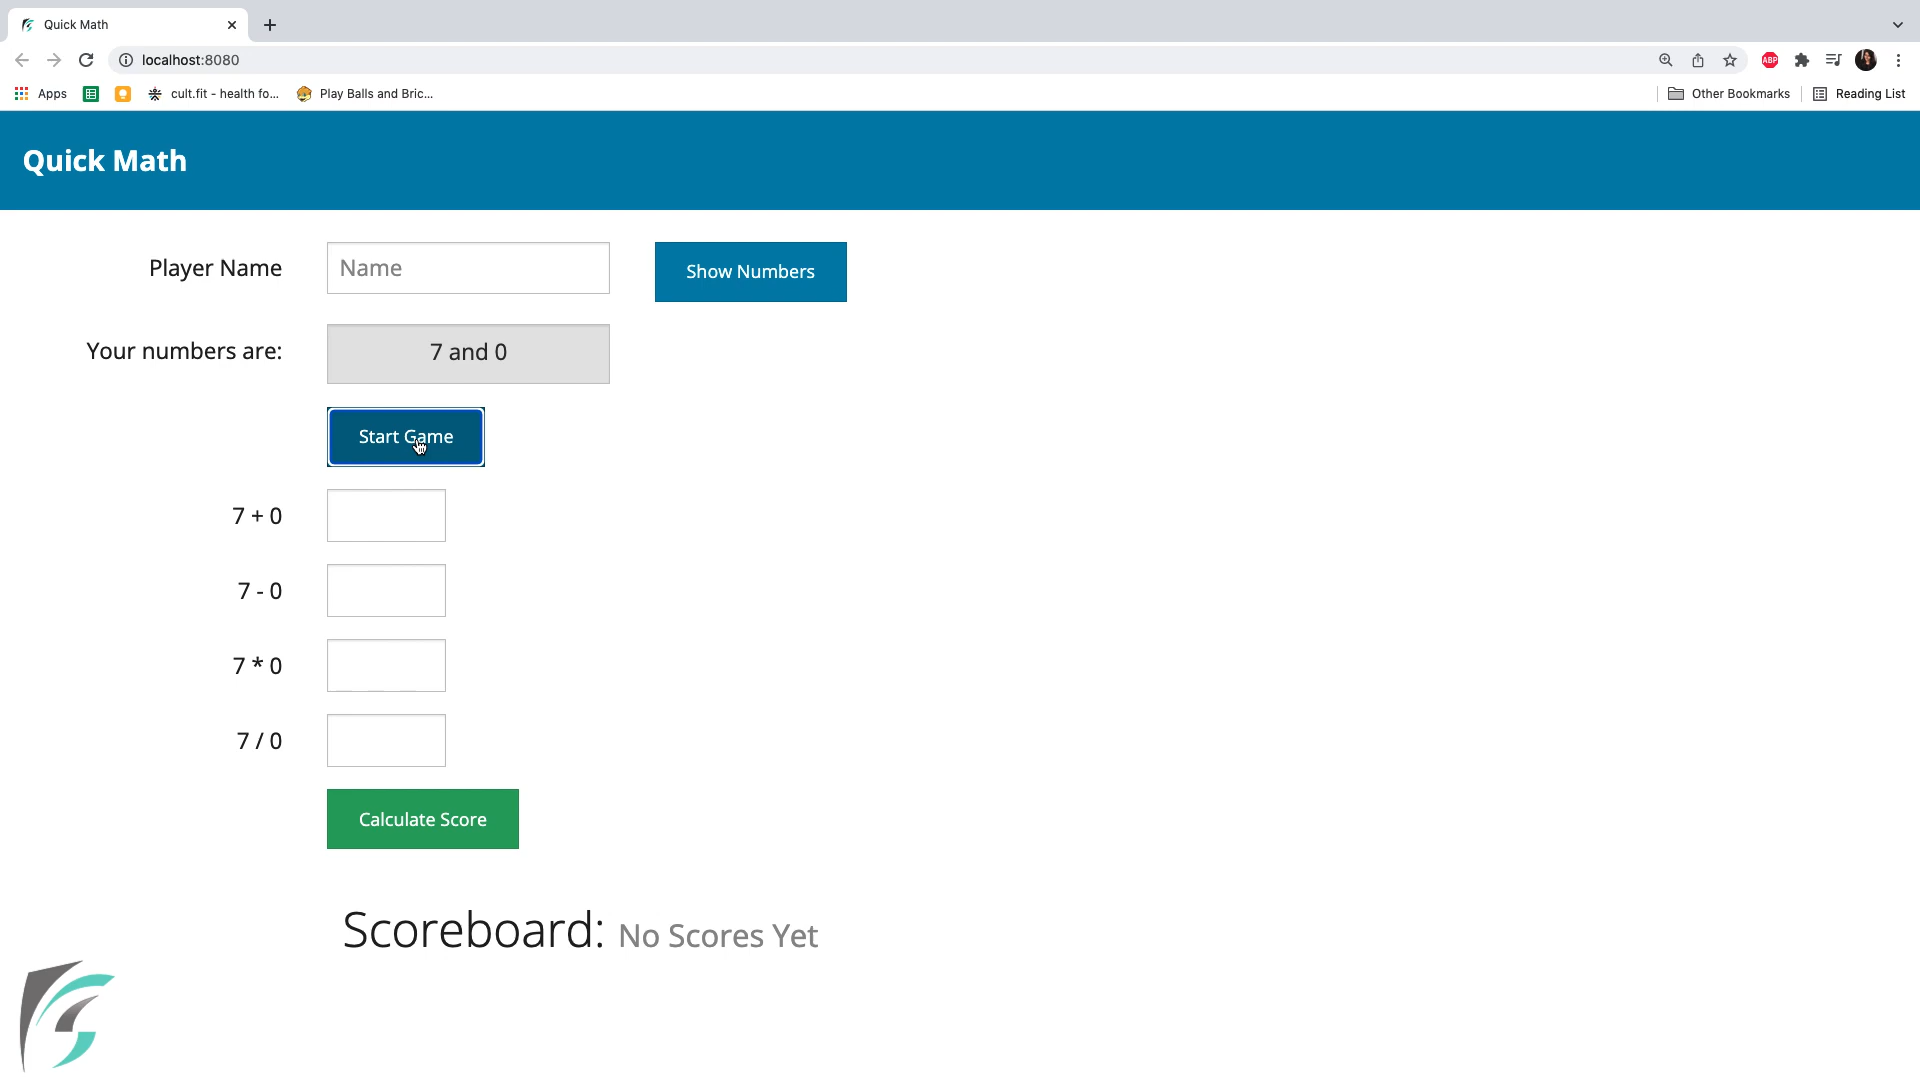 Quick Math
localhost:8080
ABP
Apps
cult.fit - health fo...
Play Balls and Bric...
Other Bookmarks
Reading List
Quick Math
Player Name
Name
Show Numbers
Your numbers are:
7 and 0
Start Game
7 + 0
7 - 0
7 * 0
7 / 0
Calculate Score
Scoreboard: No Scores Yet